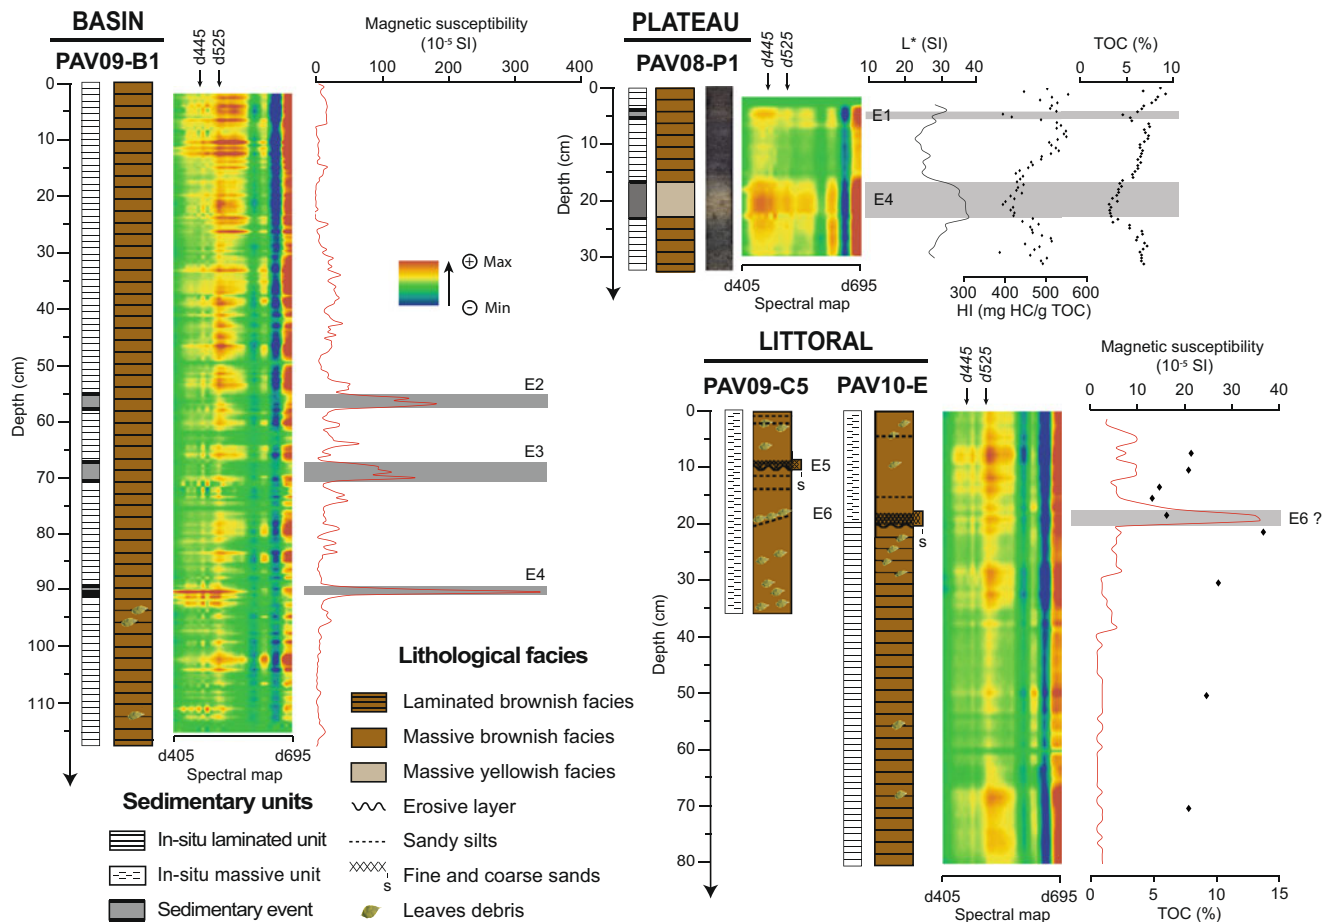 BASIN
PAV09-B1
d445
d525
Magnetic susceptibility
(10-5 SI)
0 100 200 300 400
Depth (cm)
0
10
20
30
40
50
60
70
80
90
100
110
E2
E3
E4
d405 d695
Spectral map
+ Max
- Min
PLATEAU
PAV08-P1
d445
d525
L* (SI)
10 20 30 40
TOC (%)
0 5 10
Depth (cm)
0
10
20
30
E1
E4
d405 d695
Spectral map
300 400 500 600
HI (mg HC/g TOC)
LITTORAL
PAV09-C5
PAV10-E
d445
d525
Magnetic susceptibility
(10-5 SI)
0 10 20 30 40
Depth (cm)
0
10
20
30
40
50
60
70
80
E5
s
E6
s
E6 ?
d405 d695
Spectral map
0 5 10 15
TOC (%)
Sedimentary units
In-situ laminated unit
In-situ massive unit
Sedimentary event
Lithological facies
Laminated brownish facies
Massive brownish facies
Massive yellowish facies
Erosive layer
Sandy silts
Fine and coarse sands
s
Leaves debris